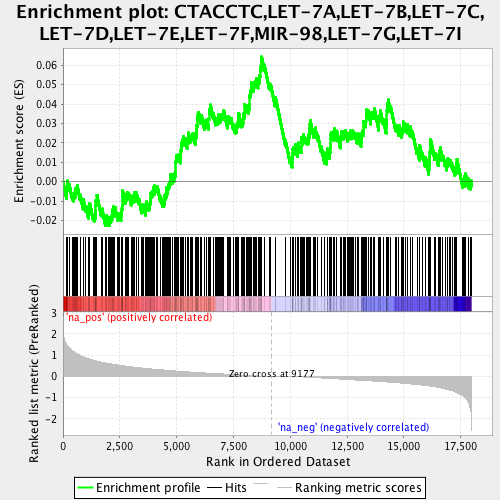 Enrichment plot: CTACCTC,LET-7A,LET-7B,LET-7C,
LET-7D,LET-7E,LET-7F,MIR-98,LET-7G,LET-7I
Enrichment score (ES)
0.06
0.05
0.04
0.03
0.02
0.01
0.00
-0.01
-0.02
Ranked list metric (PreRanked)
'na_pos' (positively correlated)
3
2
1
0
-1
-2
Zero cross at 9177
'na_neg' (negatively correlated)
0
2,500
5,000
7,500
10,000
12,500
15,000
17,500
Rank in Ordered Dataset
Enrichment profile
Hits
Ranking metric scores